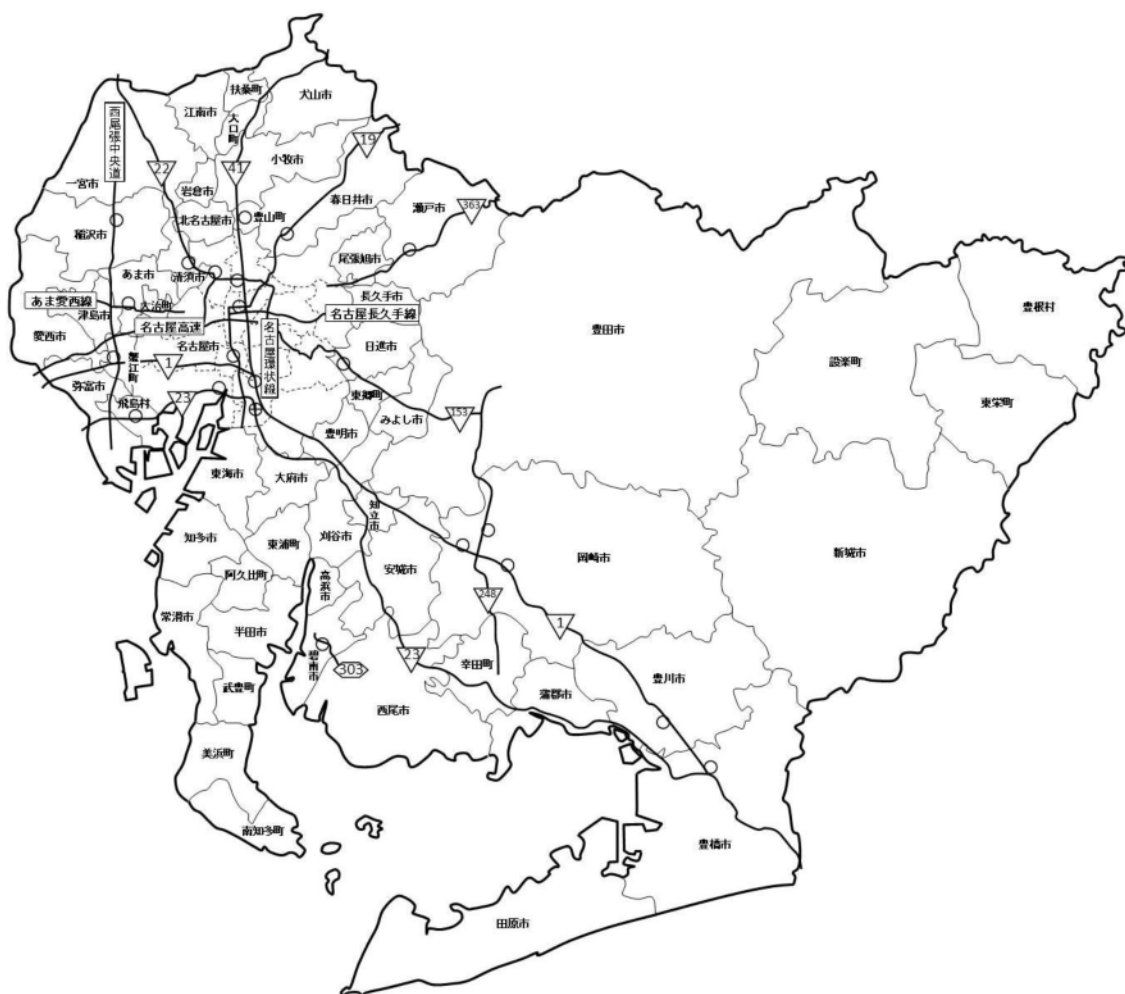 扶桑町
犬山市
江南市
大口町
西尾張中央道
19
22
41
小牧市
一宮市
岩倉市
春日井市
瀬戸市
363
稲沢市
北名古屋市
豊山町
尾張旭市
あま市
清須市
豊根村
あま愛西線
大治町
長久手市
津島市
名古屋高速
名古屋長久手線
豊田市
愛西市
名古屋市
名古屋環状線
日進市
設楽町
蟹江町
1
弥富市
飛島村
23
東郷町
みよし市
153
東栄町
豊明市
東海市
大府市
知立市
知多市
東浦町
刈谷市
岡崎市
新城市
阿久比町
高浜市
安城市
常滑市
248
半田市
1
碧南市
303
23
幸田町
豊川市
武豊町
西尾市
蒲郡市
美浜町
南知多町
豊橋市
田原市